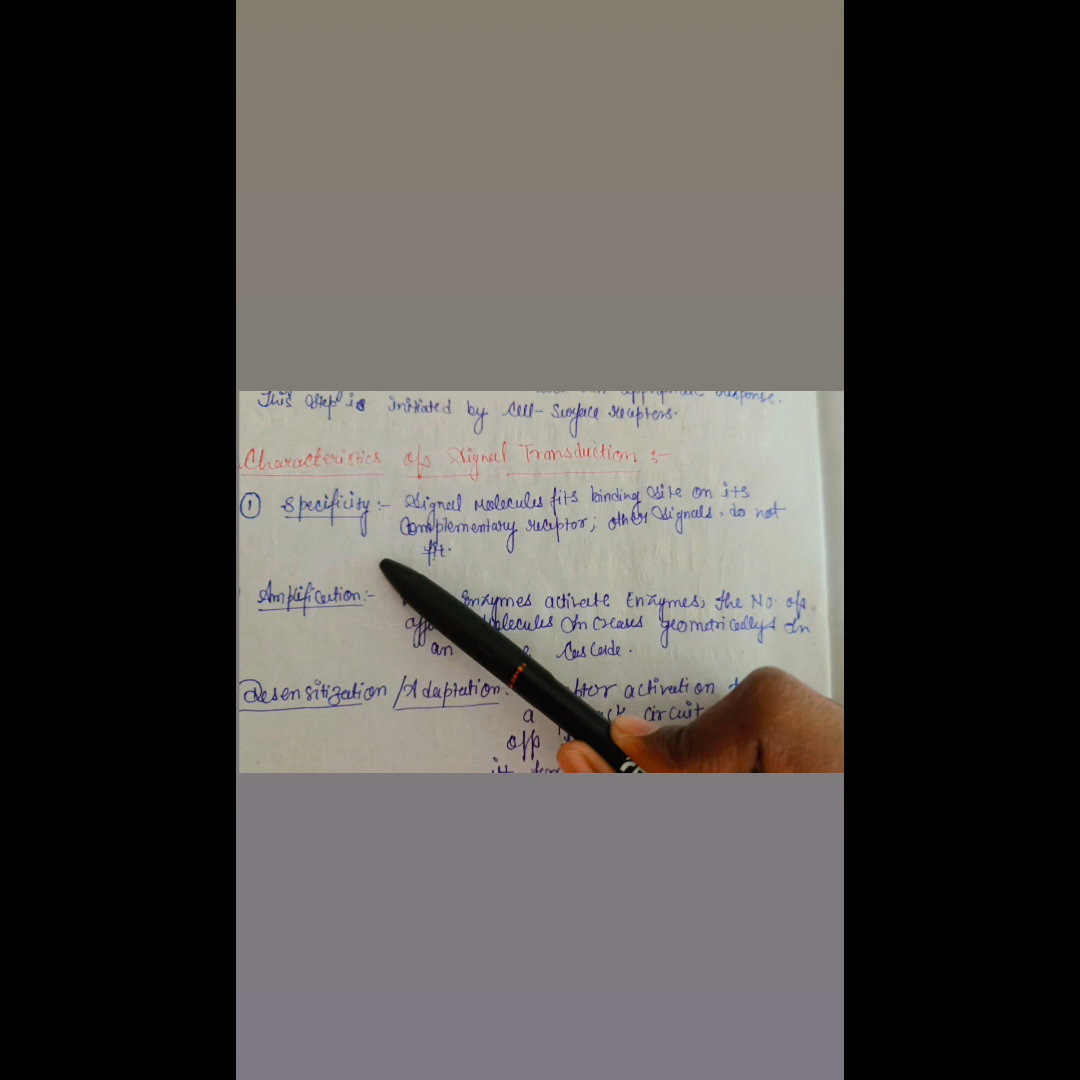 This step is initiated by Cell-Surface receptors.
Characteristics of Signal Transduction :-
① Specificity :- Signal Molecules fits binding site on its
Complementary receptor; other signals do not
fit.
Amplification :- Enzymes activate Enzymes, the No. of
Increases geometrically in
an Cascade.
Desensitization / Adaptation activation
a circuit
off
it